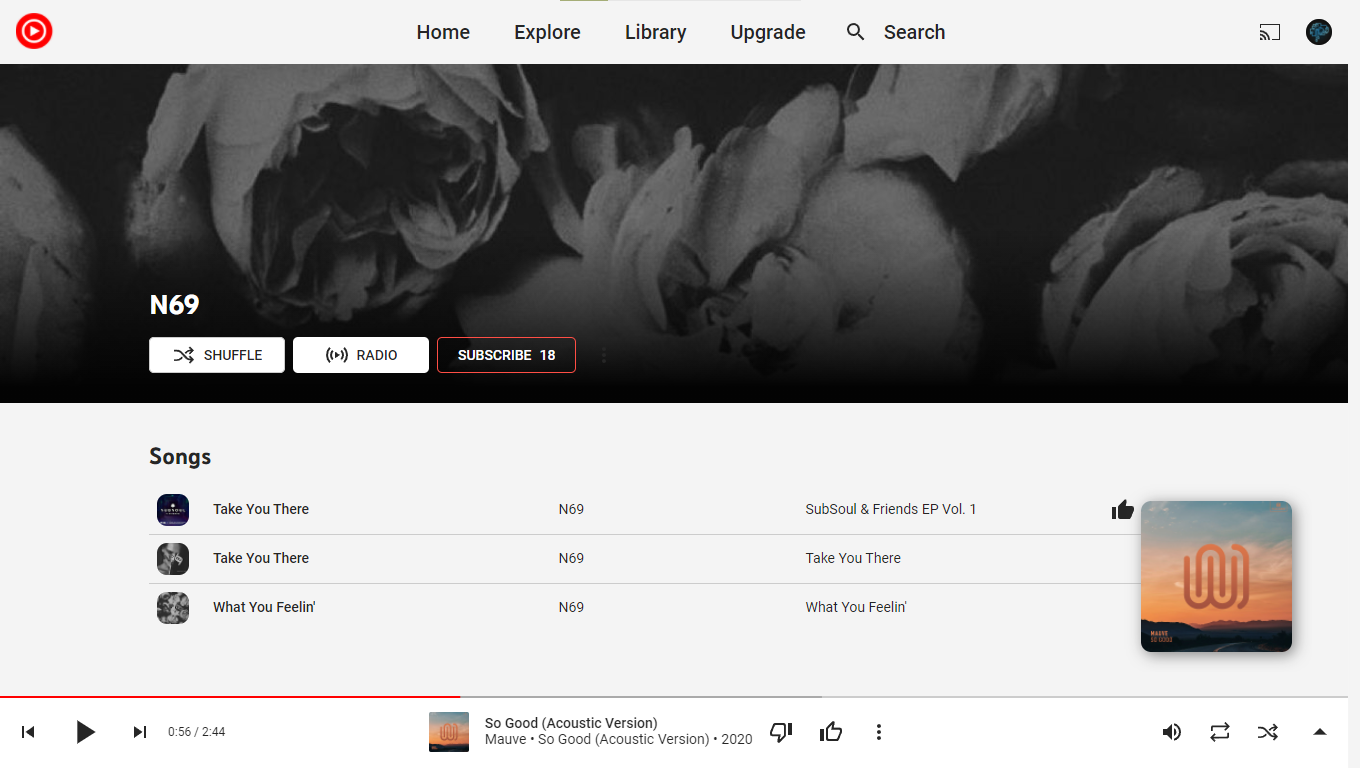 Home Explore Library Upgrade Search
N69
SHUFFLE RADIO SUBSCRIBE 18
Songs
Take You There N69 SubSoul & Friends EP Vol. 1
Take You There N69 Take You There
What You Feelin' N69 What You Feelin'
MAUVE
SO GOOD
0:56 / 2:44
So Good (Acoustic Version)
Mauve • So Good (Acoustic Version) • 2020